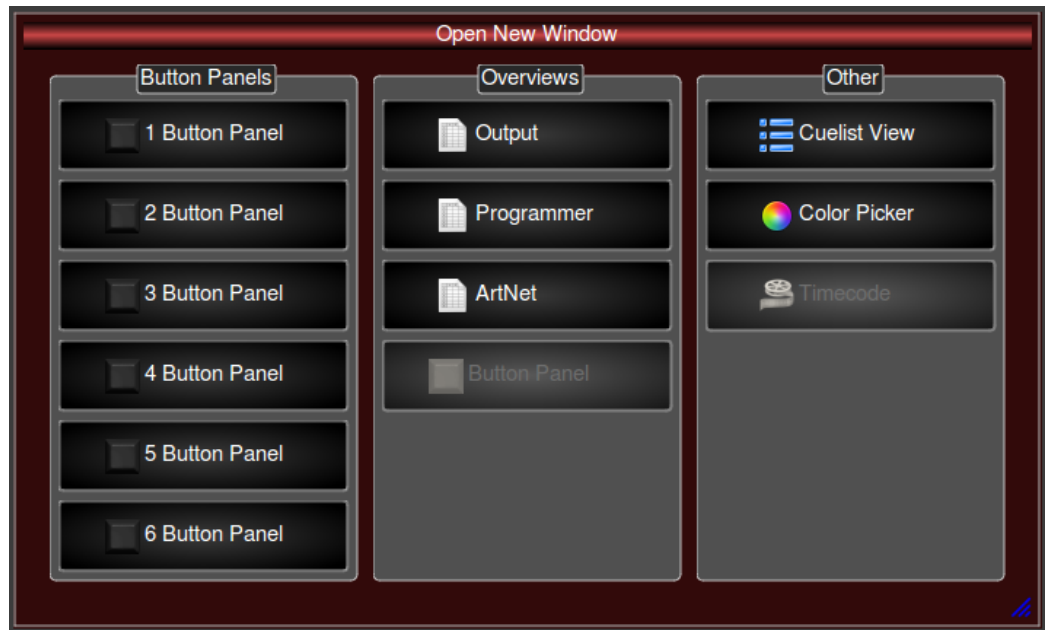 Open New Window
Button Panels
1 Button Panel
2 Button Panel
3 Button Panel
4 Button Panel
5 Button Panel
6 Button Panel
Overviews
Output
Programmer
ArtNet
Button Panel
Other
Cuelist View
Color Picker
Timecode